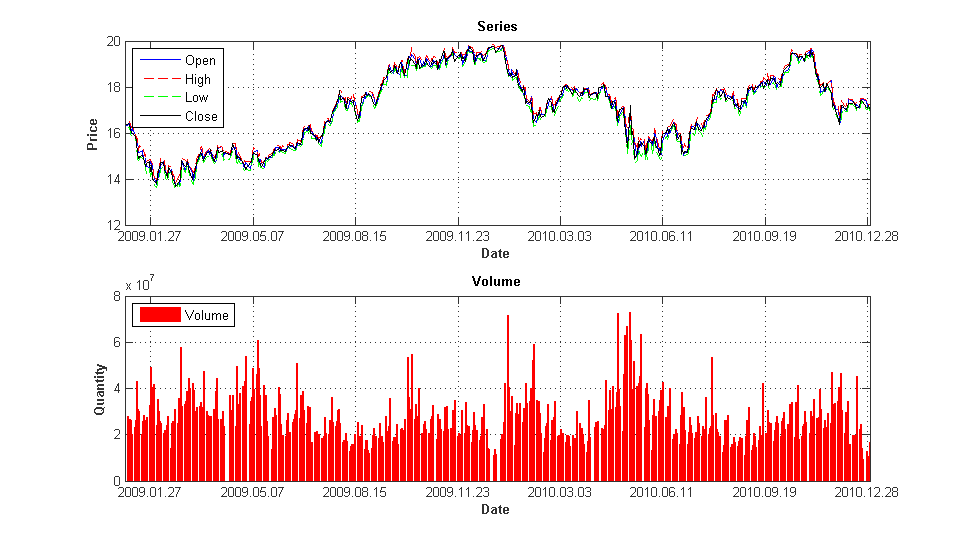 Series
20
18
16
14
12
Price
Open
High
Low
Close
2009.01.27 2009.05.07 2009.08.15 2009.11.23 2010.03.03 2010.06.11 2010.09.19 2010.12.28
Date
Volume
x 10^7
8
6
4
2
0
Quantity
Volume
2009.01.27 2009.05.07 2009.08.15 2009.11.23 2010.03.03 2010.06.11 2010.09.19 2010.12.28
Date